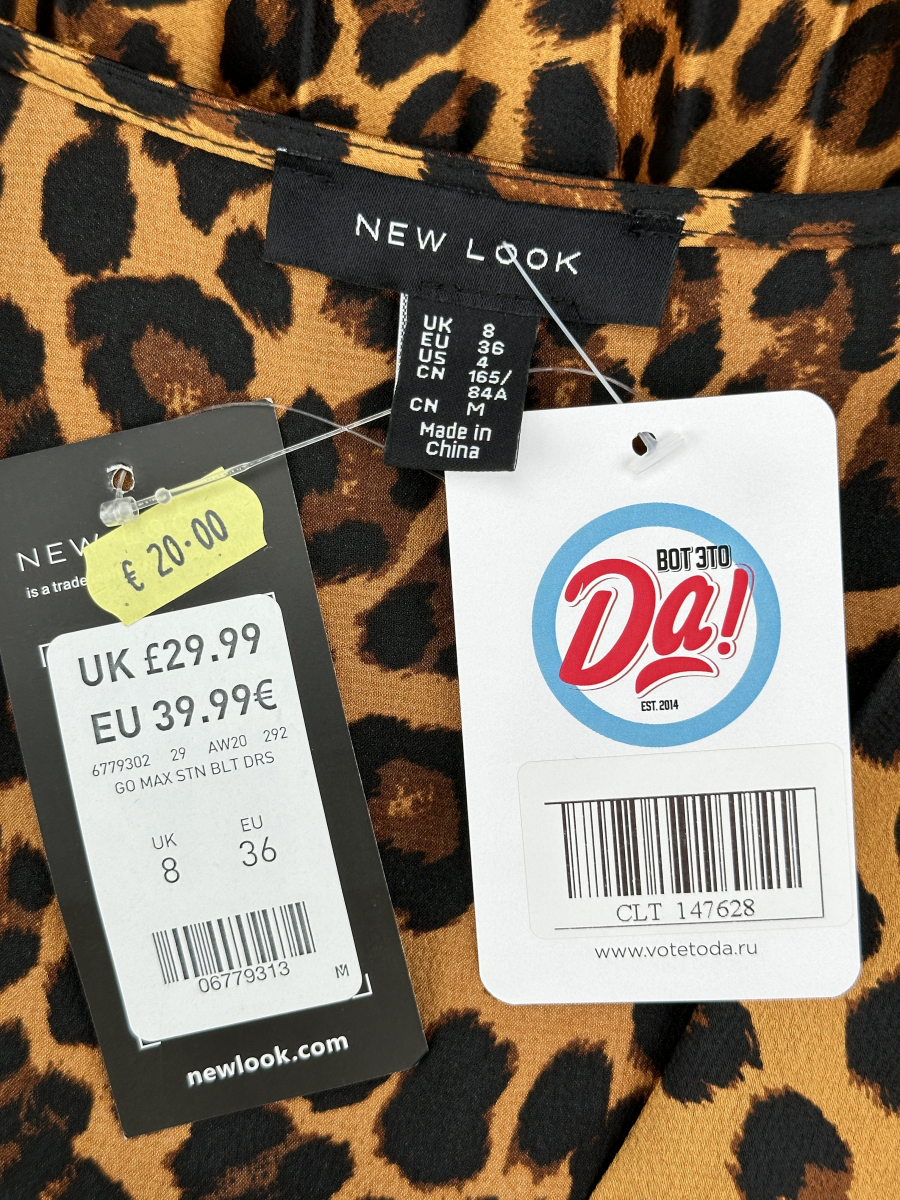 NEW LOOK
UK 8
EU 36
US 4
CN 165/
84A
CN M
Made in
China
NEW
is a trade
€ 20.00
UK £29.99
EU 39.99€
6779302 29 AW20 292
GO MAX STN BLT DRS
UK EU
8 36
06779313
M
newlook.com
ВОТ ЭТО
Да!
EST. 2014
CLT 147628
www.votetoda.ru